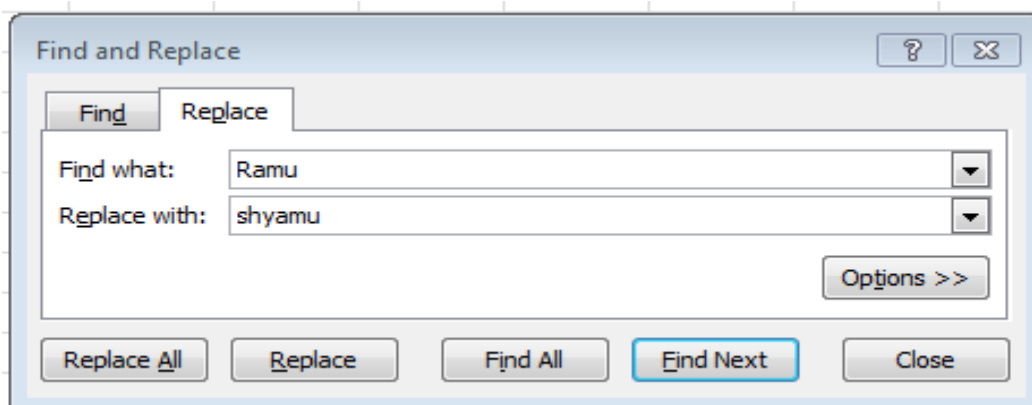 Find and Replace
Find Replace
Find what: Ramu
Replace with: shyamu
Options >>
Replace All Replace Find All Find Next Close